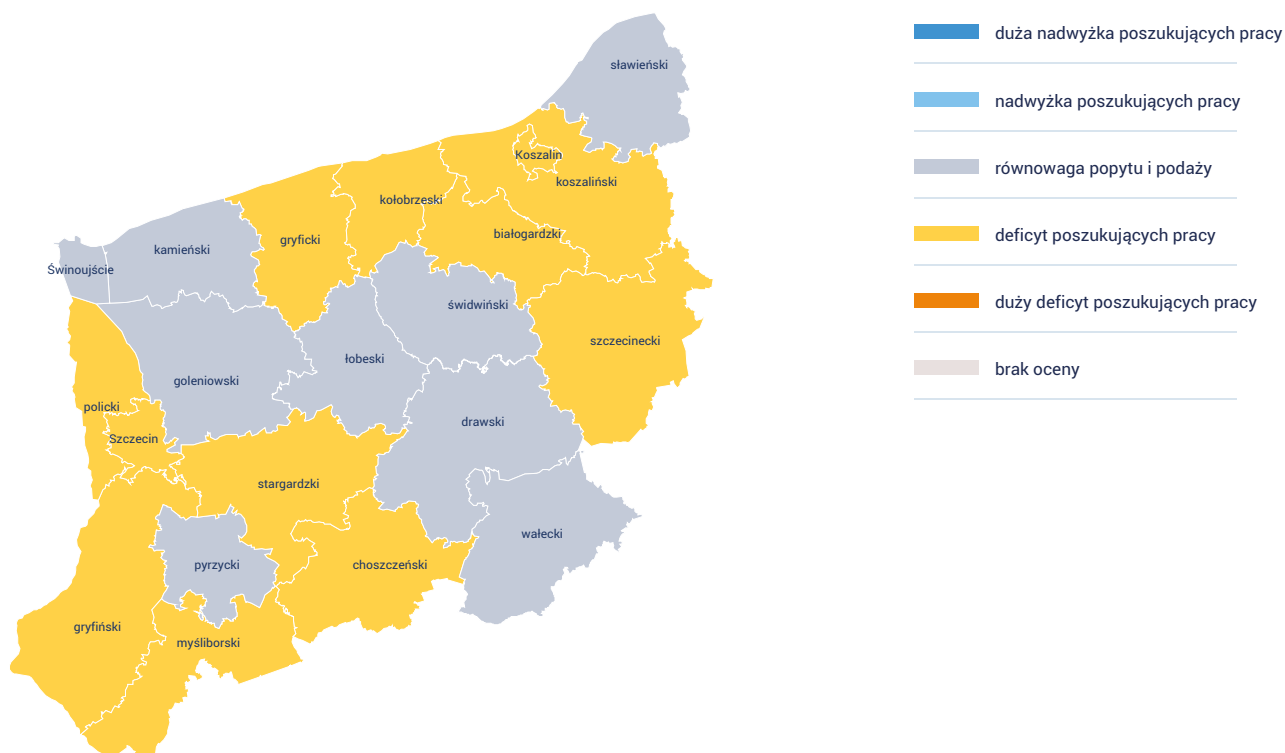 sławieński
Koszalin
koszaliński
kołobrzeski
białogardzki
gryficki
kamieński
Świnoujście
świdwiński
szczecinecki
łobeski
goleniowski
policki
drawski
Szczecin
stargardzki
wałecki
choszczeński
pyrzycki
gryfiński
myśliborski
duża nadwyżka poszukujących pracy
nadwyżka poszukujących pracy
równowaga popytu i podaży
deficyt poszukujących pracy
duży deficyt poszukujących pracy
brak oceny